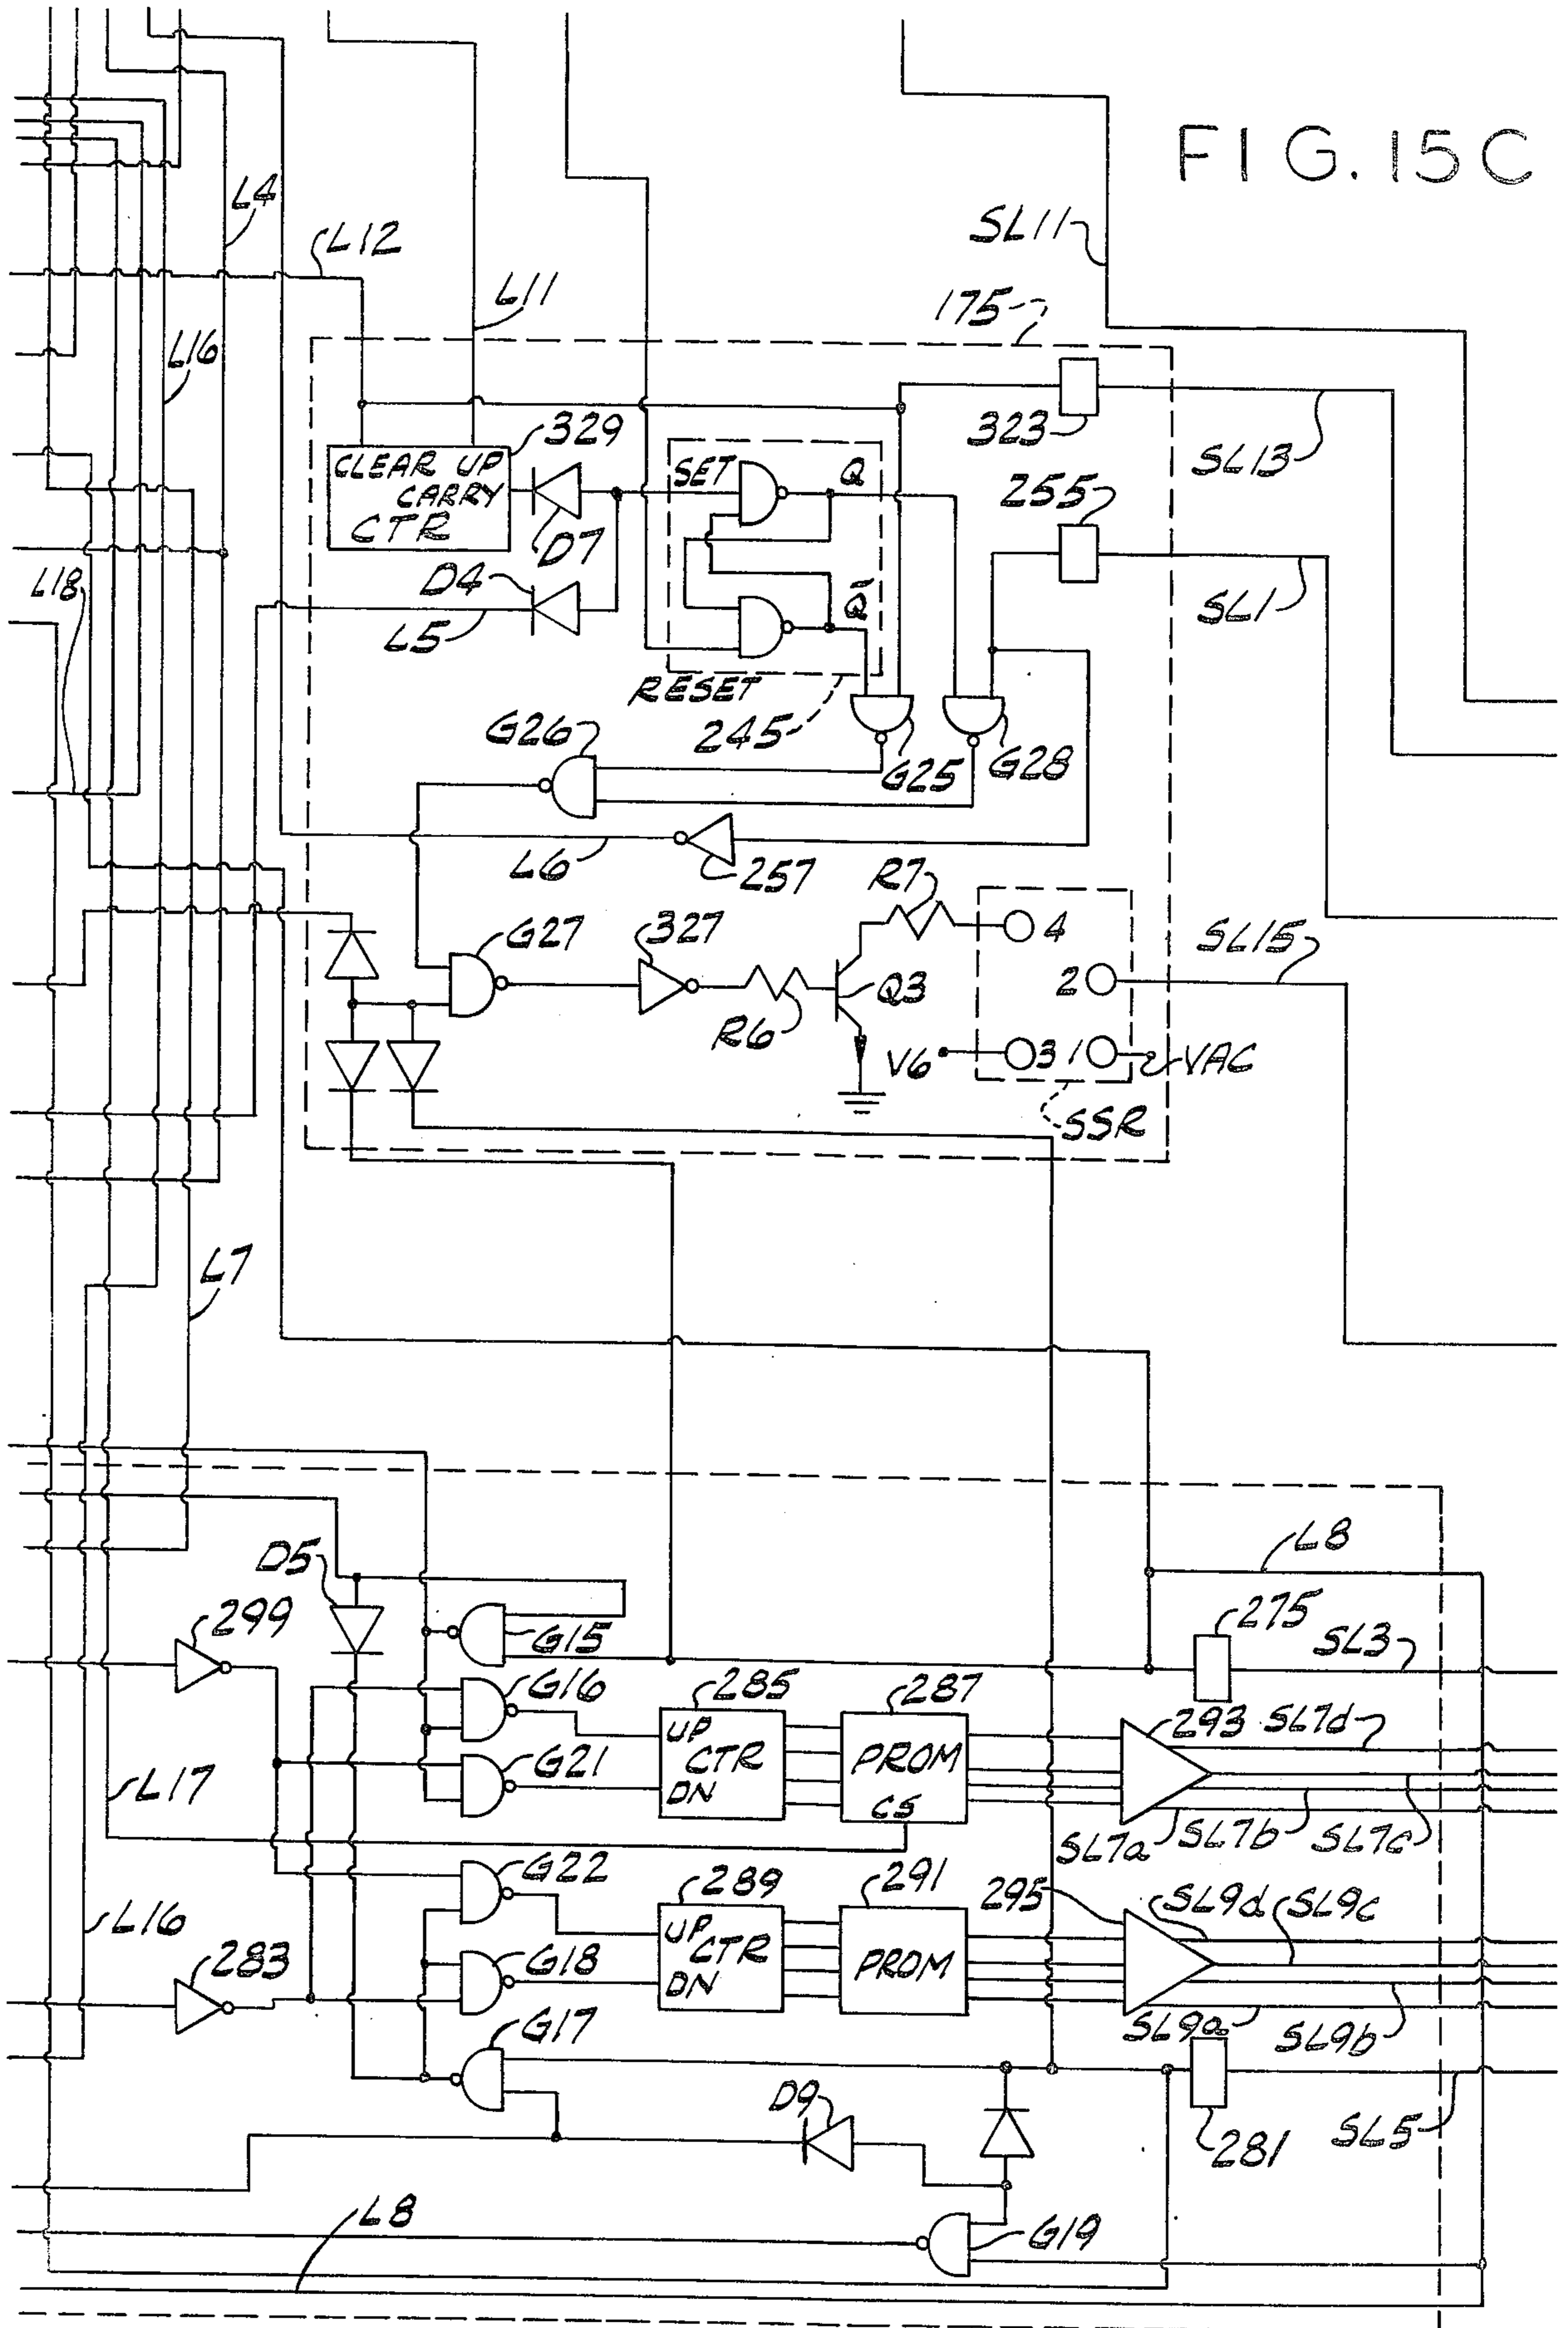 FIG. 15C
L4
L12
SL11
L11
175
L16
329
323
SL13
CLEAR UP
CARRY
CTR
SET
Q
D7
255
D4
L18
L5
Q̄
SL1
RESET
245
G26
G25
G28
L6
257
R7
G27
327
4
SL15
2
Q3
R6
V6
3
1
VAC
SSR
L7
L8
D5
275
299
G15
SL3
G16
285
287
293
SL7d
UP
CTR
DN
PROM
CS
G21
L17
SL7a
SL7b
SL7c
G22
289
291
295
SL9d
SL9c
L16
UP
CTR
DN
PROM
G18
283
G17
SL9a
SL9b
D9
281
SL5
L8
G19